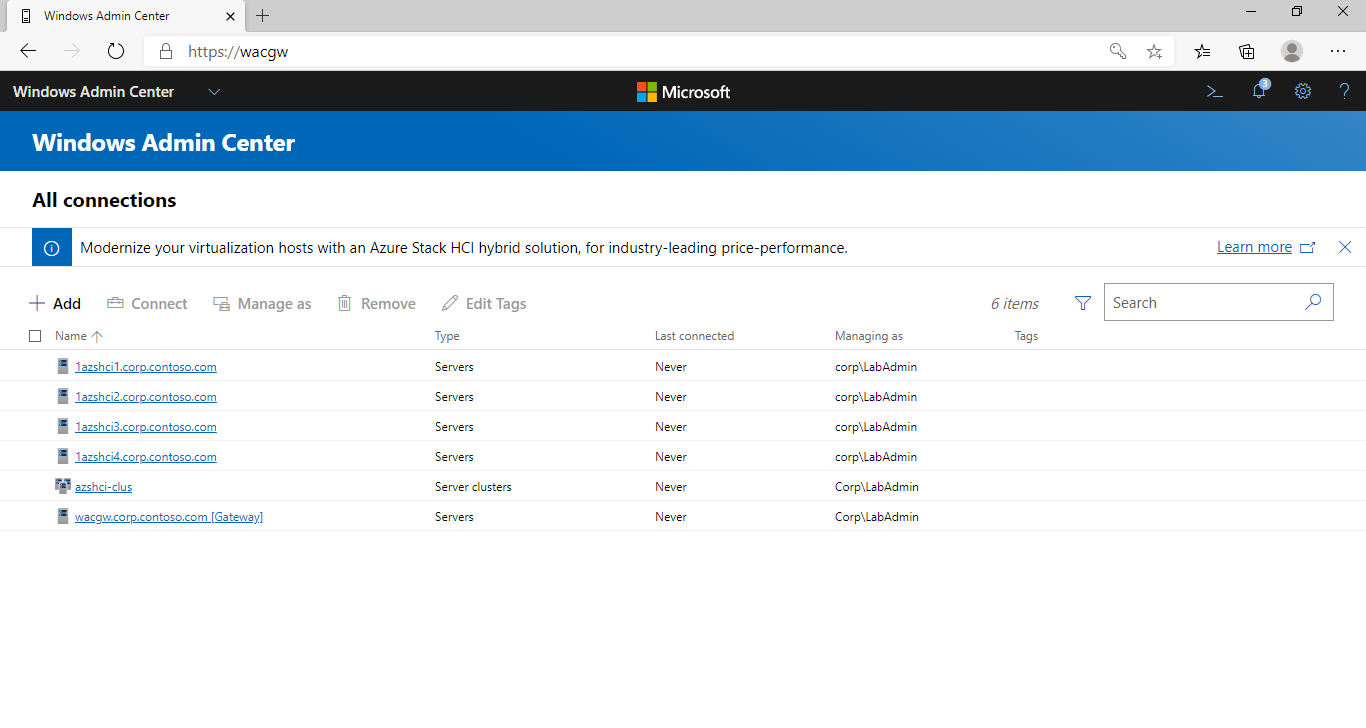 Windows Admin Center
https://wacgw
Windows Admin Center Microsoft 3 ?
Windows Admin Center
All connections
Modernize your virtualization hosts with an Azure Stack HCI hybrid solution, for industry-leading price-performance. Learn more
Add Connect Manage as Remove Edit Tags 6 items Search
Name Type Last connected Managing as Tags
1azshci1.corp.contoso.com Servers Never corp\LabAdmin
1azshci2.corp.contoso.com Servers Never corp\LabAdmin
1azshci3.corp.contoso.com Servers Never corp\LabAdmin
1azshci4.corp.contoso.com Servers Never corp\LabAdmin
azshci-clus Server clusters Never Corp\LabAdmin
wacgw.corp.contoso.com [Gateway] Servers Never Corp\LabAdmin